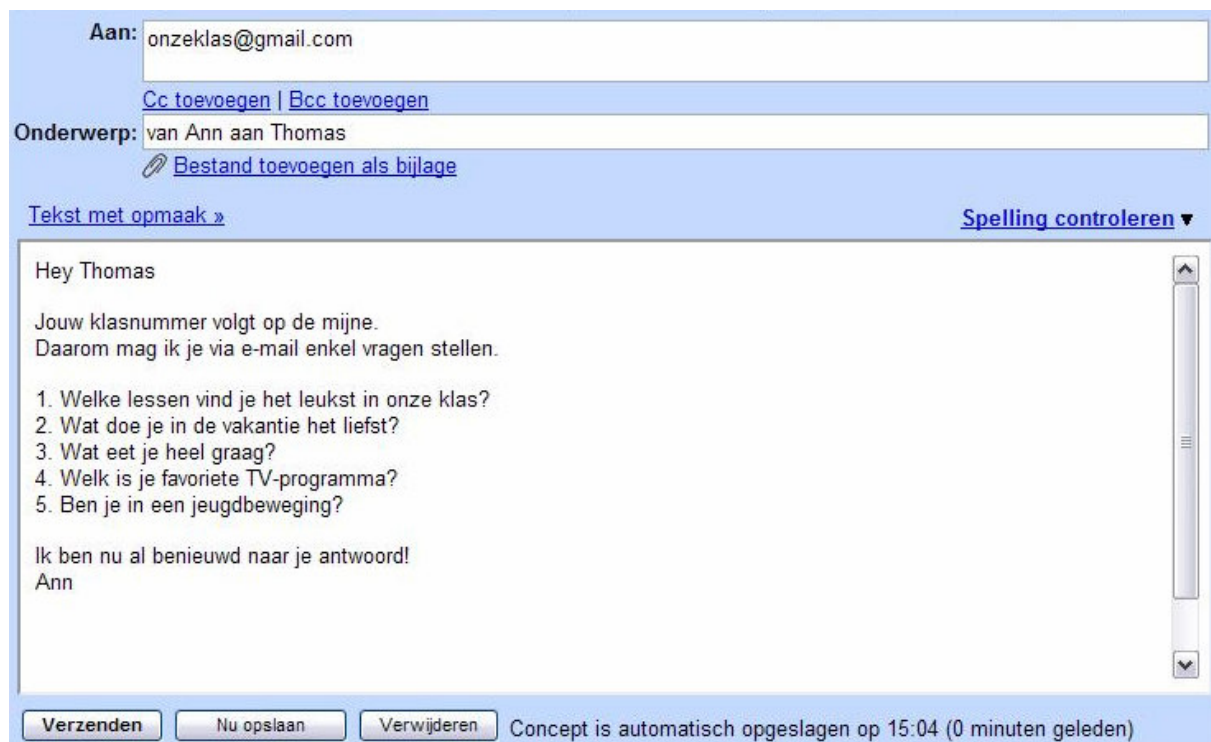 Aan: onzeklas@gmail.com
Cc toevoegen | Bcc toevoegen
Onderwerp: van Ann aan Thomas
Bestand toevoegen als bijlage
Tekst met opmaak » Spelling controleren ▼
Hey Thomas
Jouw klasnummer volgt op de mijne.
Daarom mag ik je via e-mail enkel vragen stellen.
1. Welke lessen vind je het leukst in onze klas?
2. Wat doe je in de vakantie het liefst?
3. Wat eet je heel graag?
4. Welk is je favoriete TV-programma?
5. Ben je in een jeugdbeweging?
Ik ben nu al benieuwd naar je antwoord!
Ann
Verzenden Nu opslaan Verwijderen Concept is automatisch opgeslagen op 15:04 (0 minuten geleden)